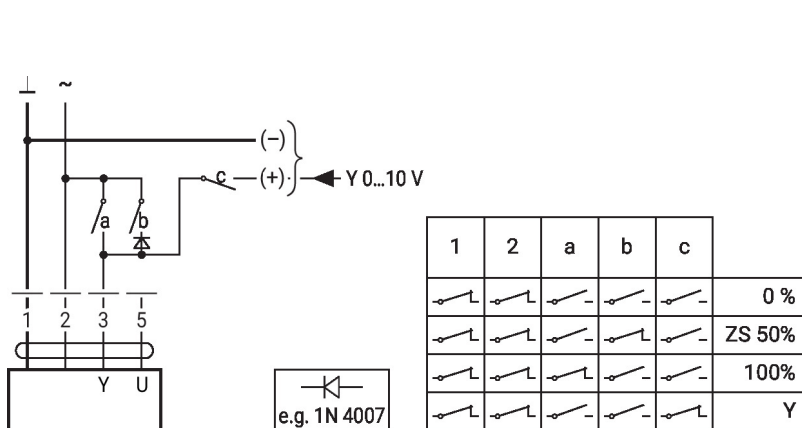 ⊥ ~
(–)
c (+) Y 0...10 V
a b
1 2 3 5
Y U
e.g. 1N 4007
1 2 a b c
0 %
ZS 50%
100%
Y